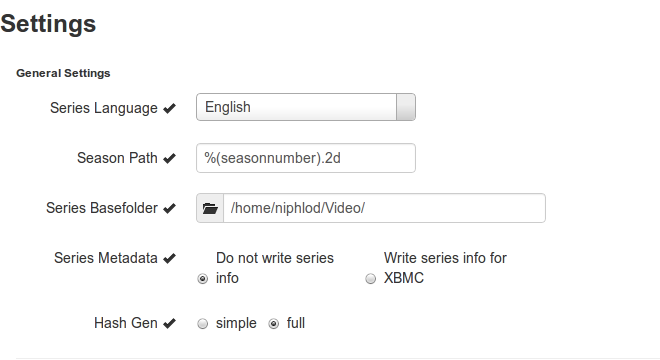 Settings
General Settings
Series Language English
Season Path %(seasonnumber).2d
Series Basefolder /home/niphlod/Video/
Series Metadata Do not write series info Write series info for XBMC
Hash Gen simple full